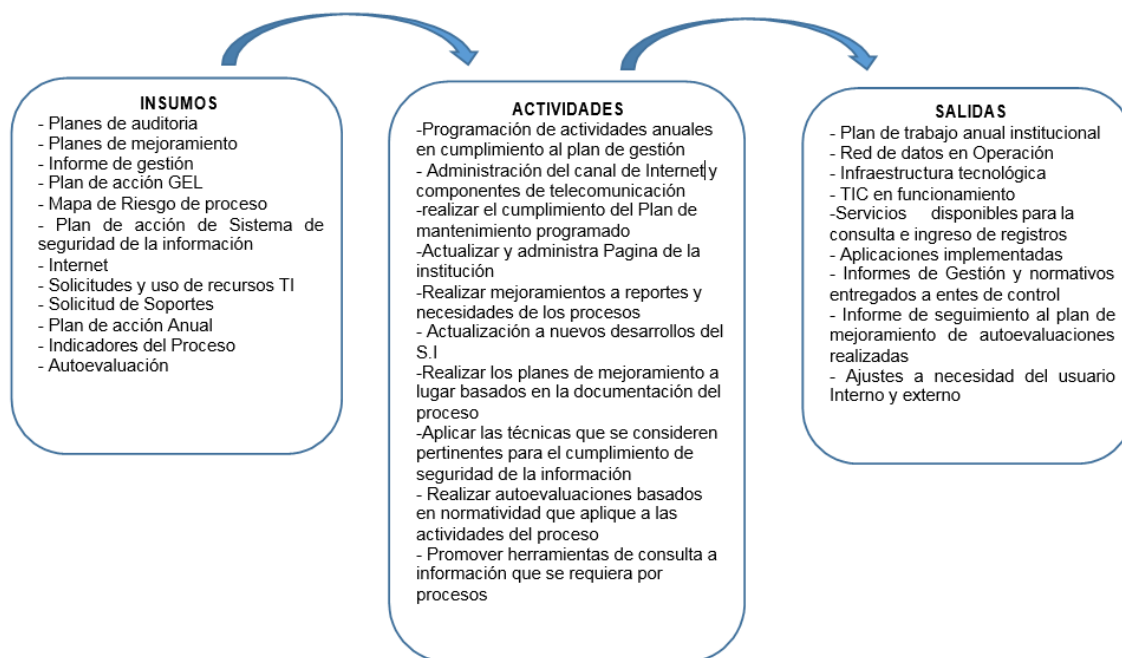 INSUMOS
- Planes de auditoria
- Planes de mejoramiento
- Informe de gestión
- Plan de acción GEL
- Mapa de Riesgo de proceso
- Plan de acción de Sistema de
seguridad de la información
- Internet
- Solicitudes y uso de recursos TI
- Solicitud de Soportes
- Plan de acción Anual
- Indicadores del Proceso
- Autoevaluación
ACTIVIDADES
-Programación de actividades anuales
en cumplimiento al plan de gestión
- Administración del canal de Internet y
componentes de telecomunicación
-realizar el cumplimiento del Plan de
mantenimiento programado
-Actualizar y administra Pagina de la
institución
-Realizar mejoramientos a reportes y
necesidades de los procesos
- Actualización a nuevos desarrollos del
S.I
-Realizar los planes de mejoramiento a
lugar basados en la documentación del
proceso
-Aplicar las técnicas que se consideren
pertinentes para el cumplimiento de
seguridad de la información
- Realizar autoevaluaciones basados
en normatividad que aplique a las
actividades del proceso
- Promover herramientas de consulta a
información que se requiera por
procesos
SALIDAS
- Plan de trabajo anual institucional
- Red de datos en Operación
- Infraestructura tecnológica
- TIC en funcionamiento
-Servicios disponibles para la
consulta e ingreso de registros
- Aplicaciones implementadas
- Informes de Gestión y normativos
entregados a entes de control
- Informe de seguimiento al plan de
mejoramiento de autoevaluaciones
realizadas
- Ajustes a necesidad del usuario
Interno y externo